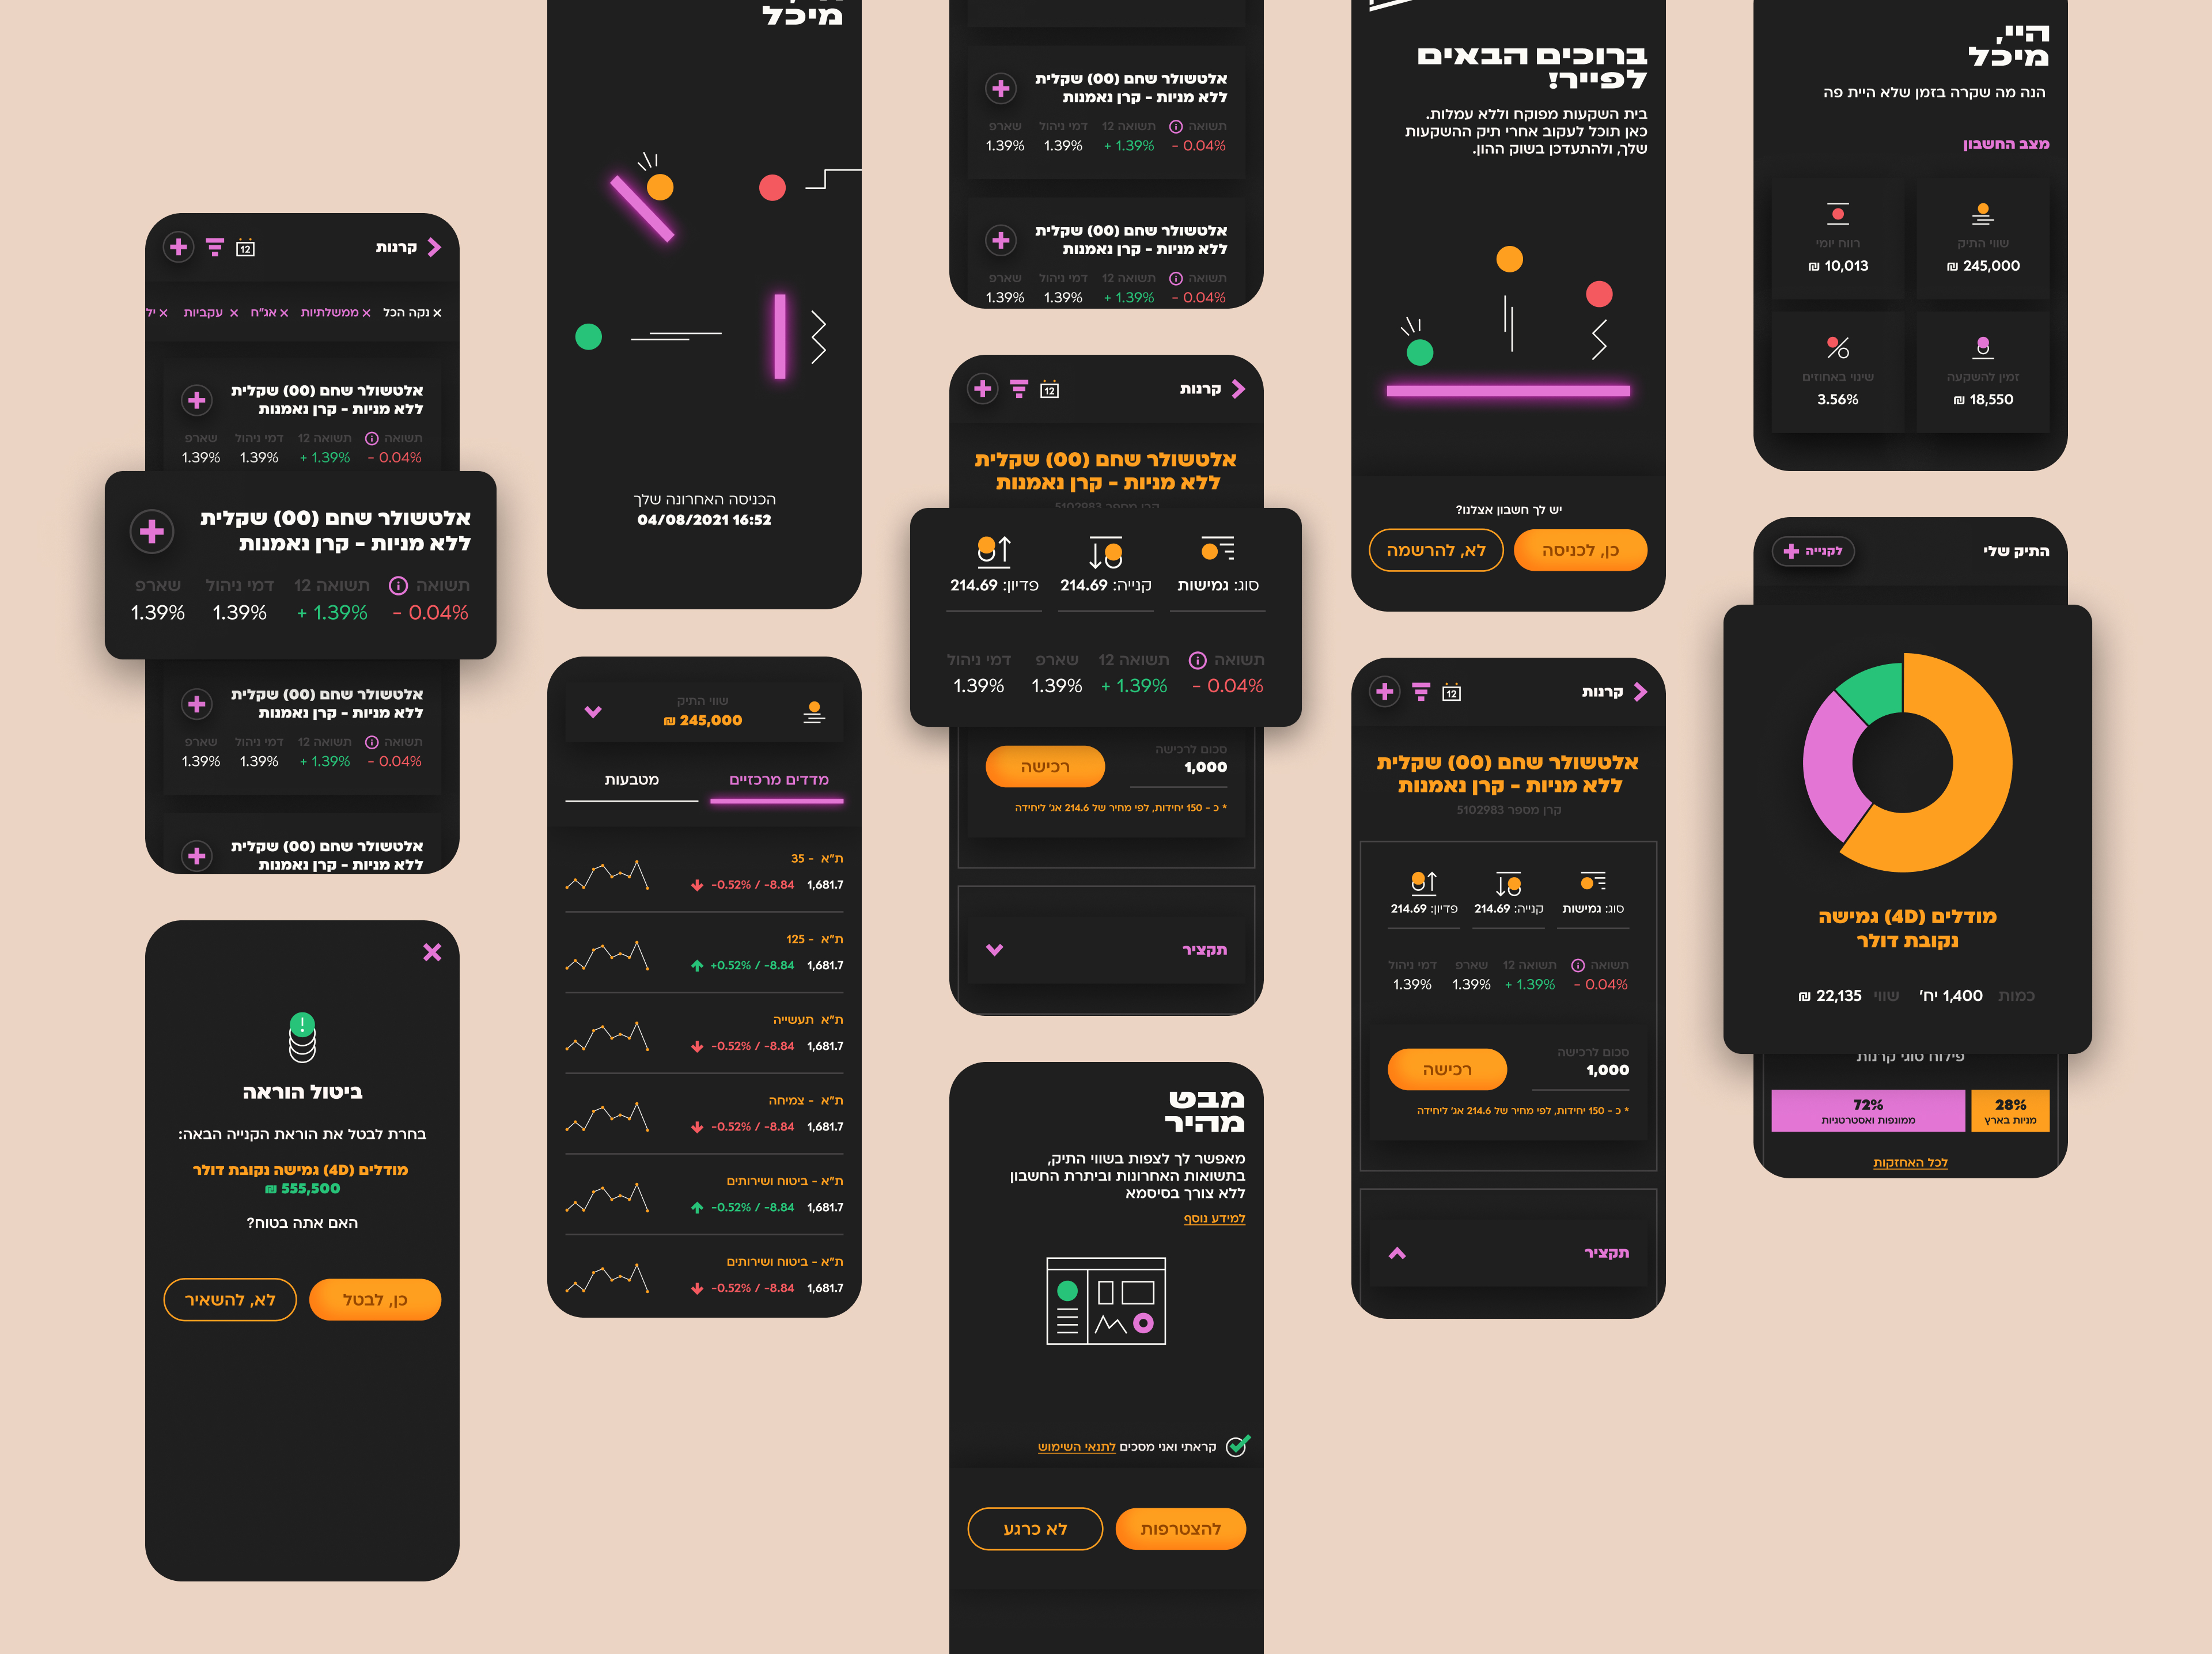 היי,
מיכל
הנה מה שקרה בזמן שלא היית פה
מצב החשבון
שווי התיק
245,000 ₪
רווח יומי
10,013 ₪
זמין להשקעה
18,550 ₪
שינוי באחוזים
3.56%
התיק שלי
לקנייה
מודלים (4D) גמישה
נקובת דולר
כמות 1,400 יח' שווי 22,135 ₪
פילוח סוגי קרנות
28%
מניות בארץ
72%
ממונפות ואסטרטגיות
לכל האחזקות
ברוכים הבאים
לפייר!
בית השקעות מפוקח וללא עמלות.
כאן תוכל לעקוב אחרי תיק ההשקעות
שלך, ולהתעדכן בשוק ההון.
יש לך חשבון אצלנו?
כן, לכניסה
לא, להרשמה
קרנות
12
אלטשולר שחם (00) שקלית
ללא מניות - קרן נאמנות
קרן מספר 5102983
סוג: גמישות
קנייה: 214.69
פדיון: 214.69
תשואה תשואה 12 שארפ דמי ניהול
- 0.04% + 1.39% 1.39% 1.39%
סכום לרכישה
1,000
רכישה
* כ - 150 יחידות, לפי מחיר של 214.6 אג' ליחידה
תקציר
אלטשולר שחם (00) שקלית
ללא מניות - קרן נאמנות
תשואה תשואה 12 דמי ניהול שארפ
- 0.04% + 1.39% 1.39% 1.39%
אלטשולר שחם (00) שקלית
ללא מניות - קרן נאמנות
תשואה תשואה 12 דמי ניהול שארפ
- 0.04% + 1.39% 1.39% 1.39%
קרנות
12
אלטשולר שחם (00) שקלית
ללא מניות - קרן נאמנות
קרן מספר 5102983
סוג: גמישות
קנייה: 214.69
פדיון: 214.69
תשואה תשואה 12 שארפ דמי ניהול
- 0.04% + 1.39% 1.39% 1.39%
סכום לרכישה
1,000
רכישה
* כ - 150 יחידות, לפי מחיר של 214.6 אג' ליחידה
תקציר
מבט
מהיר
מאפשר לך לצפות בשווי התיק,
בתשואות האחרונות וביתרת החשבון
ללא צורך בסיסמא
למידע נוסף
קראתי ואני מסכים לתנאי השימוש
להצטרפות
לא כרגע
מיכל
הכניסה האחרונה שלך
04/08/2021 16:52
שווי התיק
245,000 ₪
מדדים מרכזיים
מטבעות
ת"א - 35
1,681.7 -0.52% / -8.84
ת"א - 125
1,681.7 +0.52% / -8.84
ת"א תעשייה
1,681.7 -0.52% / -8.84
ת"א - צמיחה
1,681.7 -0.52% / -8.84
ת"א - ביטוח ושירותים
1,681.7 -0.52% / -8.84
ת"א - ביטוח ושירותים
1,681.7 -0.52% / -8.84
קרנות
12
נקה הכל
ממשלתיות
אג"ח
עקביות
אלטשולר שחם (00) שקלית
ללא מניות - קרן נאמנות
תשואה תשואה 12 דמי ניהול שארפ
- 0.04% + 1.39% 1.39% 1.39%
אלטשולר שחם (00) שקלית
ללא מניות - קרן נאמנות
תשואה תשואה 12 דמי ניהול שארפ
- 0.04% + 1.39% 1.39% 1.39%
אלטשולר שחם (00) שקלית
ללא מניות - קרן נאמנות
תשואה תשואה 12 דמי ניהול שארפ
- 0.04% + 1.39% 1.39% 1.39%
אלטשולר שחם (00) שקלית
ללא מניות - קרן נאמנות
ביטול הוראה
בחרת לבטל את הוראת הקנייה הבאה:
מודלים (4D) גמישה נקובת דולר
555,500 ₪
האם אתה בטוח?
כן, לבטל
לא, להשאיר